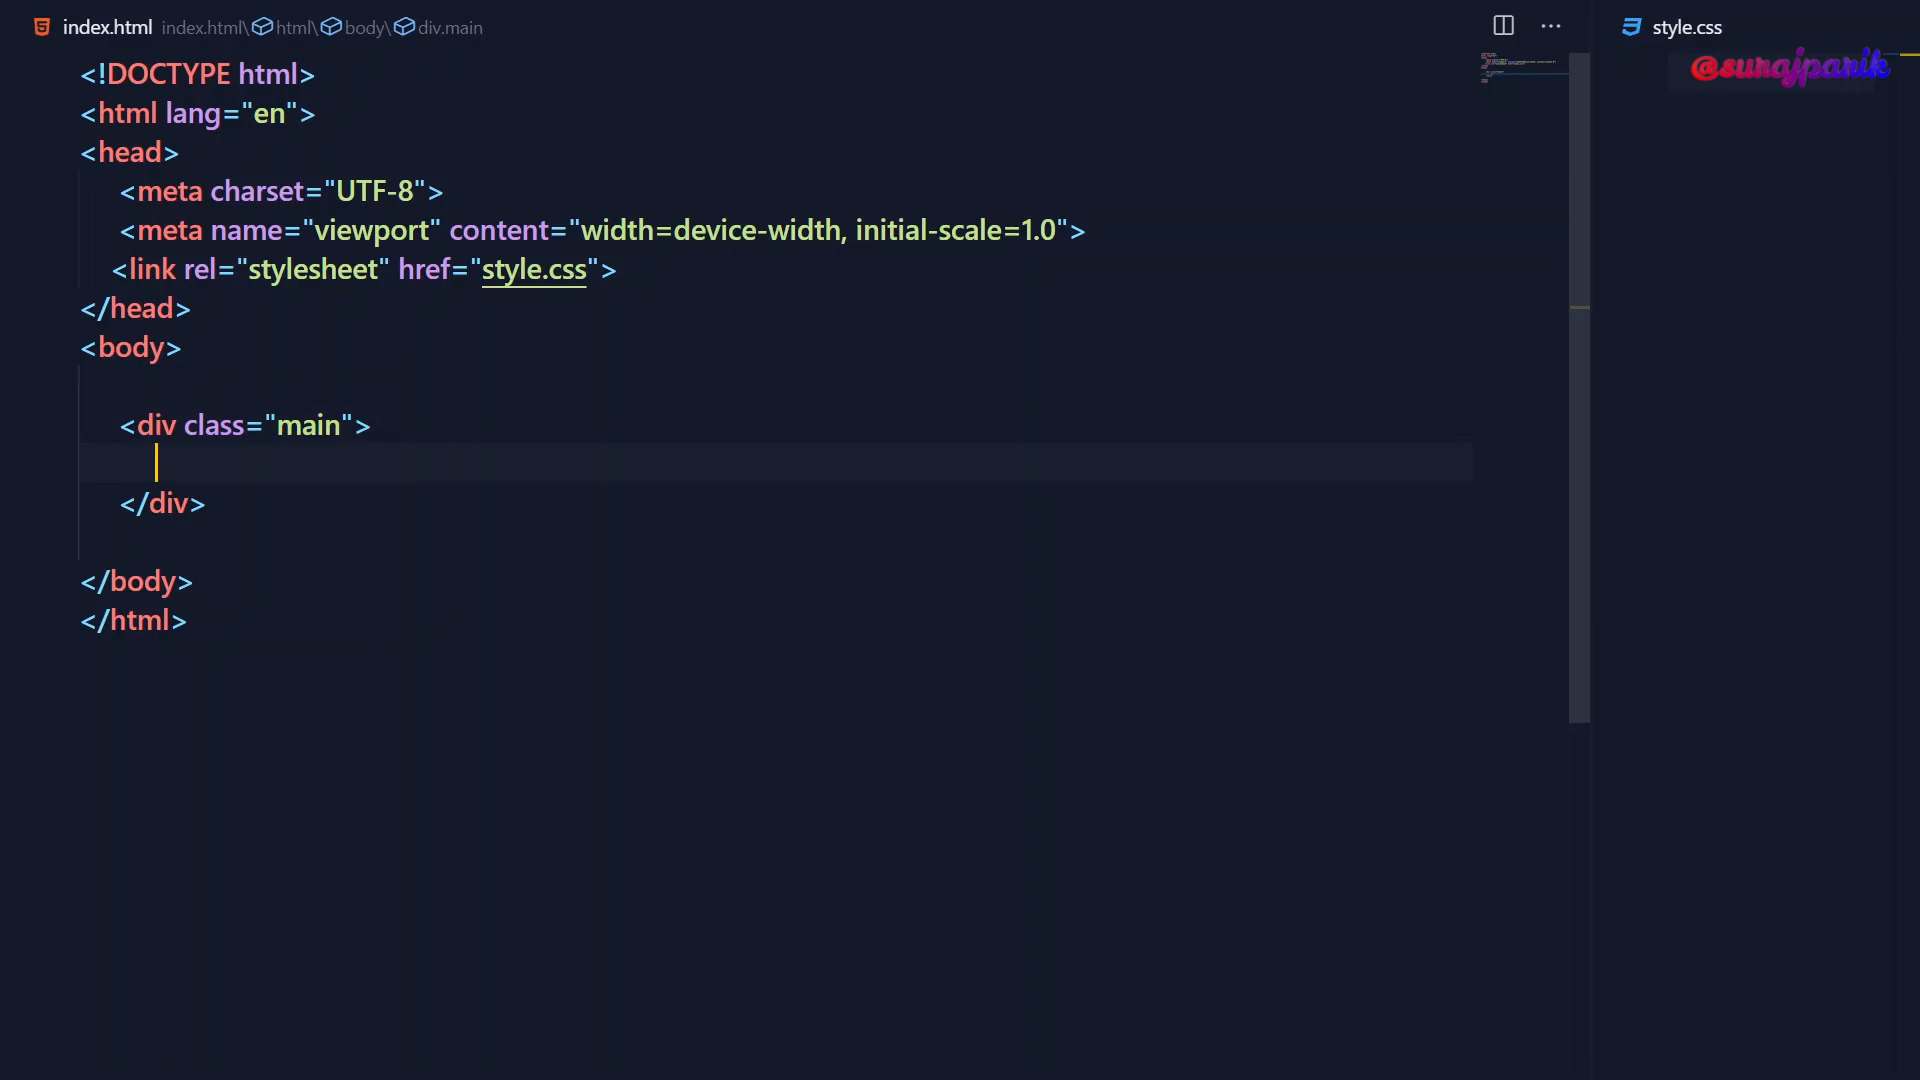 index.html index.html\html\body\div.main
style.css
@surajparik
<!DOCTYPE html>
<html lang="en">
<head>
<meta charset="UTF-8">
<meta name="viewport" content="width=device-width, initial-scale=1.0">
<link rel="stylesheet" href="style.css">
</head>
<body>
<div class="main">
</div>
</body>
</html>